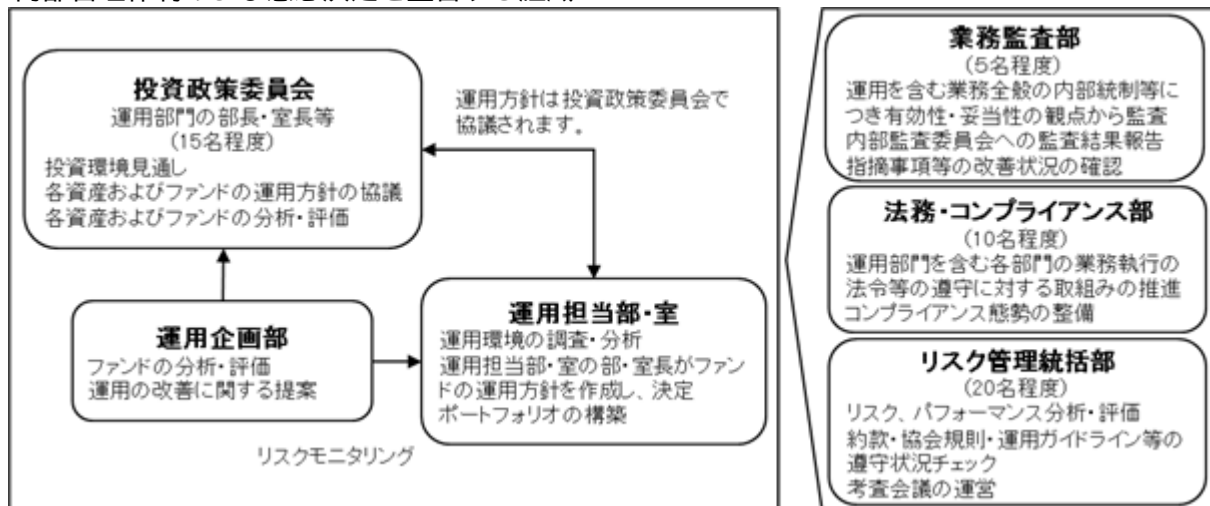 投資政策委員会
運用部門の部長・室長等
(15名程度)
投資環境見通し
各資産およびファンドの運用方針の協議
各資産およびファンドの分析・評価
運用方針は投資政策委員会で
協議されます。
運用企画部
ファンドの分析・評価
運用の改善に関する提案
運用担当部・室
運用環境の調査・分析
運用担当部・室の部・室長がファン
ドの運用方針を作成し、決定
ポートフォリオの構築
リスクモニタリング
業務監査部
(5名程度)
運用を含む業務全般の内部統制等に
つき有効性・妥当性の観点から監査
内部監査委員会への監査結果報告
指摘事項等の改善状況の確認
法務・コンプライアンス部
(10名程度)
運用部門を含む各部門の業務執行の
法令等の遵守に対する取組みの推進
コンプライアンス態勢の整備
リスク管理統括部
(20名程度)
リスク、パフォーマンス分析・評価
約款・協会規則・運用ガイドライン等の
遵守状況チェック
考査会議の運営